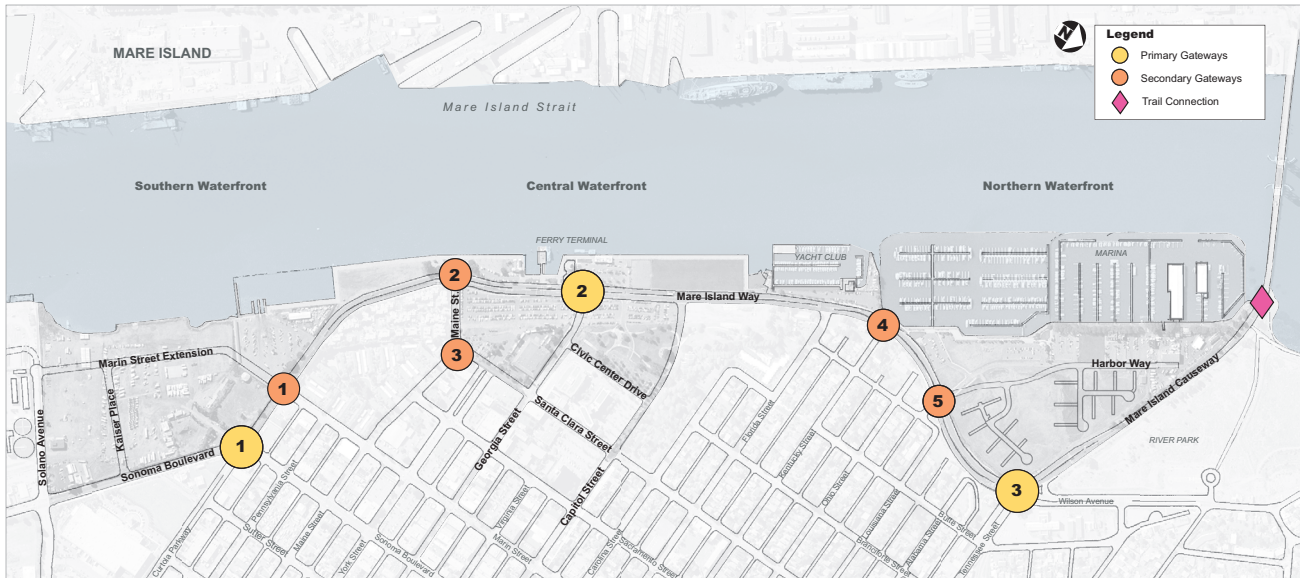 MARE ISLAND
N
Legend
Primary Gateways
Secondary Gateways
Trail Connection
Mare Island Strait
Southern Waterfront
Central Waterfront
Northern Waterfront
FERRY TERMINAL
YACHT CLUB
MARINA
2
2
Mare Island Way
Maine St.
4
3
Marin Street Extension
Civic Center Drive
Harbor Way
Mare Island Causeway
1
5
Kaiser Place
Solano Avenue
Santa Clara Street
Georgia Street
Florida Street
RIVER PARK
1
Sonoma Boulevard
Capitol Street
Kentucky Street
3
Wilson Avenue
Pennsylvania Street
Ohio Street
Louisiana Street
Virginia Street
Butte Street
Alabama Street
Tennessee Street
Curtola Parkway
Sutter Street
Maine Street
York Street
Sonoma Boulevard
Marin Street
Carolina Street
Sacramento Street